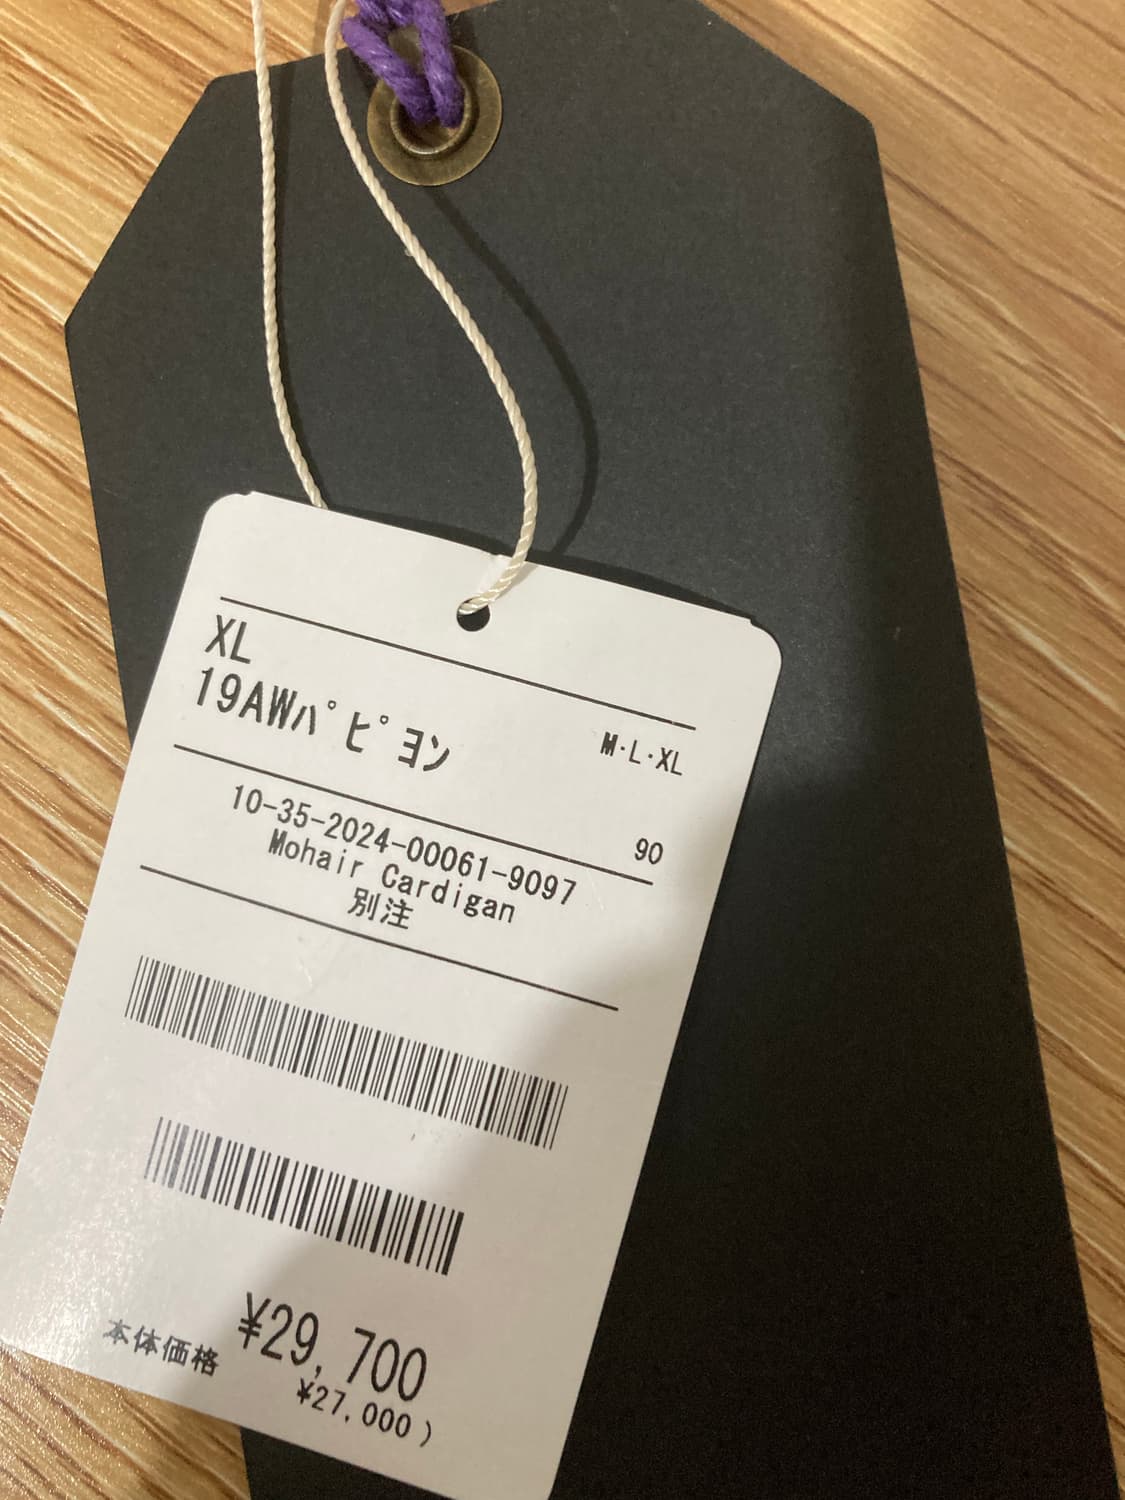 XL
19AWﾊﾟﾋﾟﾖﾝ
M·L·XL
90
10-35-2024-00061-9097
Mohair Cardigan
別注
¥29,700
本体価格 ¥27,000)